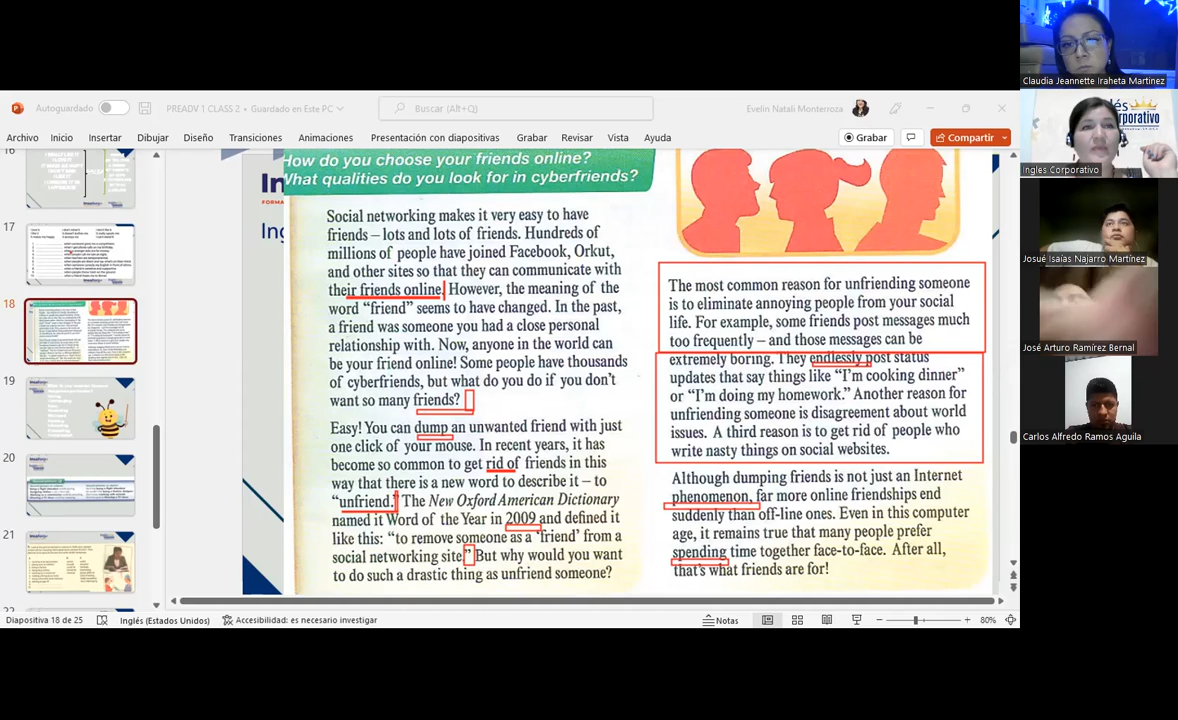 Autoguardado
PREADV 1 CLASS 2 • Guardado en Este PC
Buscar (Alt+Q)
Evelin Natali Monterroza
Archivo Inicio Insertar Dibujar Diseño Transiciones Animaciones Presentación con diapositivas Grabar Revisar Vista Ayuda
Grabar
Compartir
16
17
18
19
20
21
22
How do you choose your friends online?
What qualities do you look for in cyberfriends?
Social networking makes it very easy to have
friends – lots and lots of friends. Hundreds of
millions of people have joined Facebook, Orkut,
and other sites so that they can communicate with
their friends online. However, the meaning of the
word “friend” seems to have changed. In the past,
a friend was someone you had a close personal
relationship with. Now, anyone in the world can
be your friend online! Some people have thousands
of cyberfriends, but what do you do if you don’t
want so many friends?
Easy! You can dump an unwanted friend with just
one click of your mouse. In recent years, it has
become so common to get rid of friends in this
way that there is a new word to describe it – to
“unfriend.” The New Oxford American Dictionary
named it Word of the Year in 2009 and defined it
like this: “to remove someone as a ‘friend’ from a
social networking site” But why would you want
to do such a drastic thing as unfriend someone?
The most common reason for unfriending someone
is to eliminate annoying people from your social
life. For example, some friends post messages much
too frequently – and those messages can be
extremely boring. They endlessly post status
updates that say things like “I’m cooking dinner”
or “I’m doing my homework.” Another reason for
unfriending someone is disagreement about world
issues. A third reason is to get rid of people who
write nasty things on social websites.
Although dumping friends is not just an Internet
phenomenon, far more online friendships end
suddenly than off-line ones. Even in this computer
age, it remains true that many people prefer
spending time together face-to-face. After all,
that’s what friends are for!
Diapositiva 18 de 25
Inglés (Estados Unidos)
Accesibilidad: es necesario investigar
Notas
80%
Claudia Jeannette Iraheta Martinez
Ingles Corporativo
Josué Isaías Najarro Martínez
José Arturo Ramírez Bernal
Carlos Alfredo Ramos Aguila